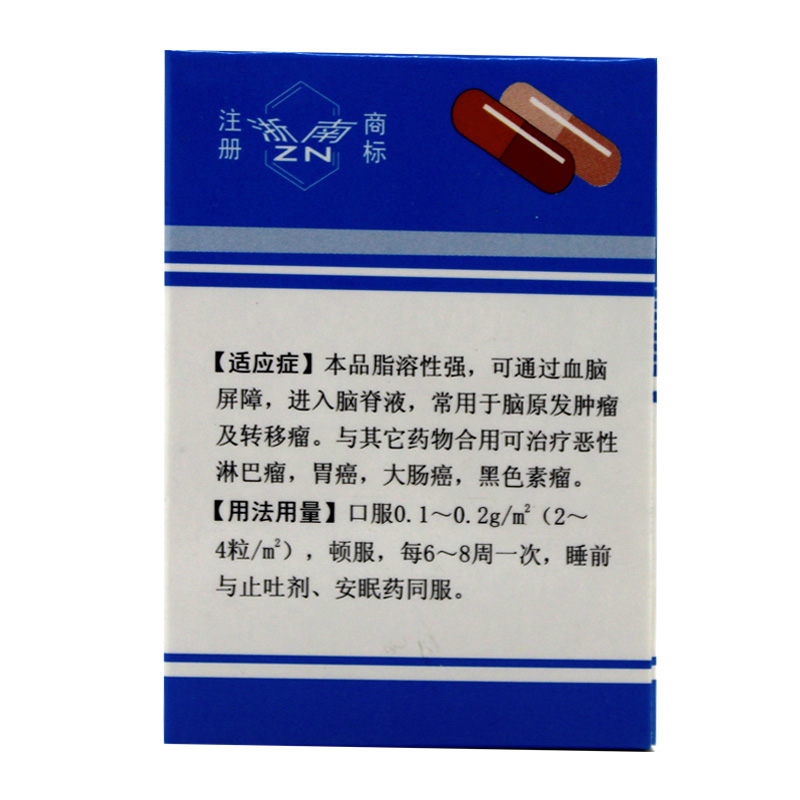 注册 浙南 商标
ZN
【适应症】本品脂溶性强，可通过血脑
屏障，进入脑脊液，常用于脑原发肿瘤
及转移瘤。与其它药物合用可治疗恶性
淋巴瘤，胃癌，大肠癌，黑色素瘤。
【用法用量】口服0.1～0.2g/m²（2～
4粒/m²），顿服，每6～8周一次，睡前
与止吐剂、安眠药同服。